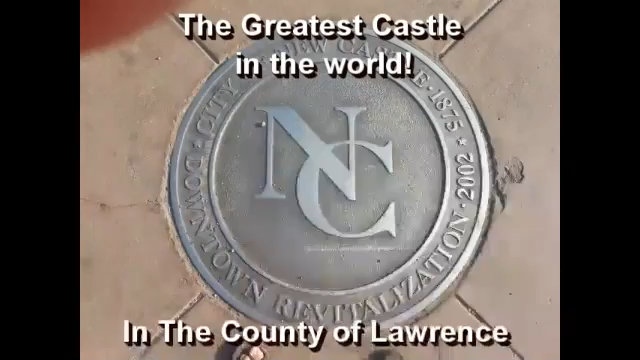 The Greatest Castle
in the world!
CITY OF NEW CASTLE · 1875 · 2002
NC
DOWNTOWN REVITALIZATION
In The County of Lawrence